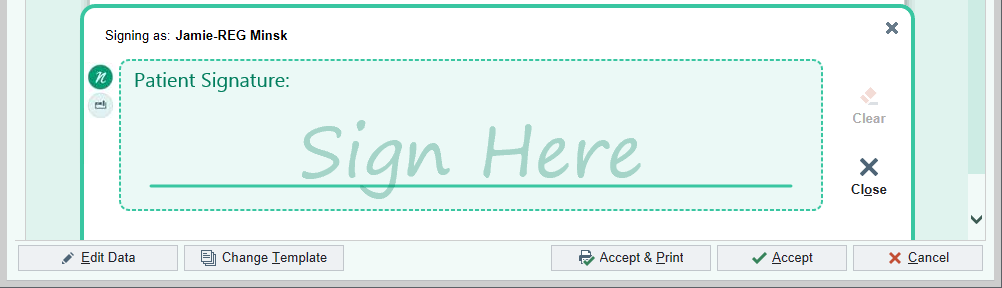 Signing as: Jamie-REG Minsk
Patient Signature:
Sign Here
Clear
Close
Edit Data
Change Template
Accept & Print
Accept
Cancel